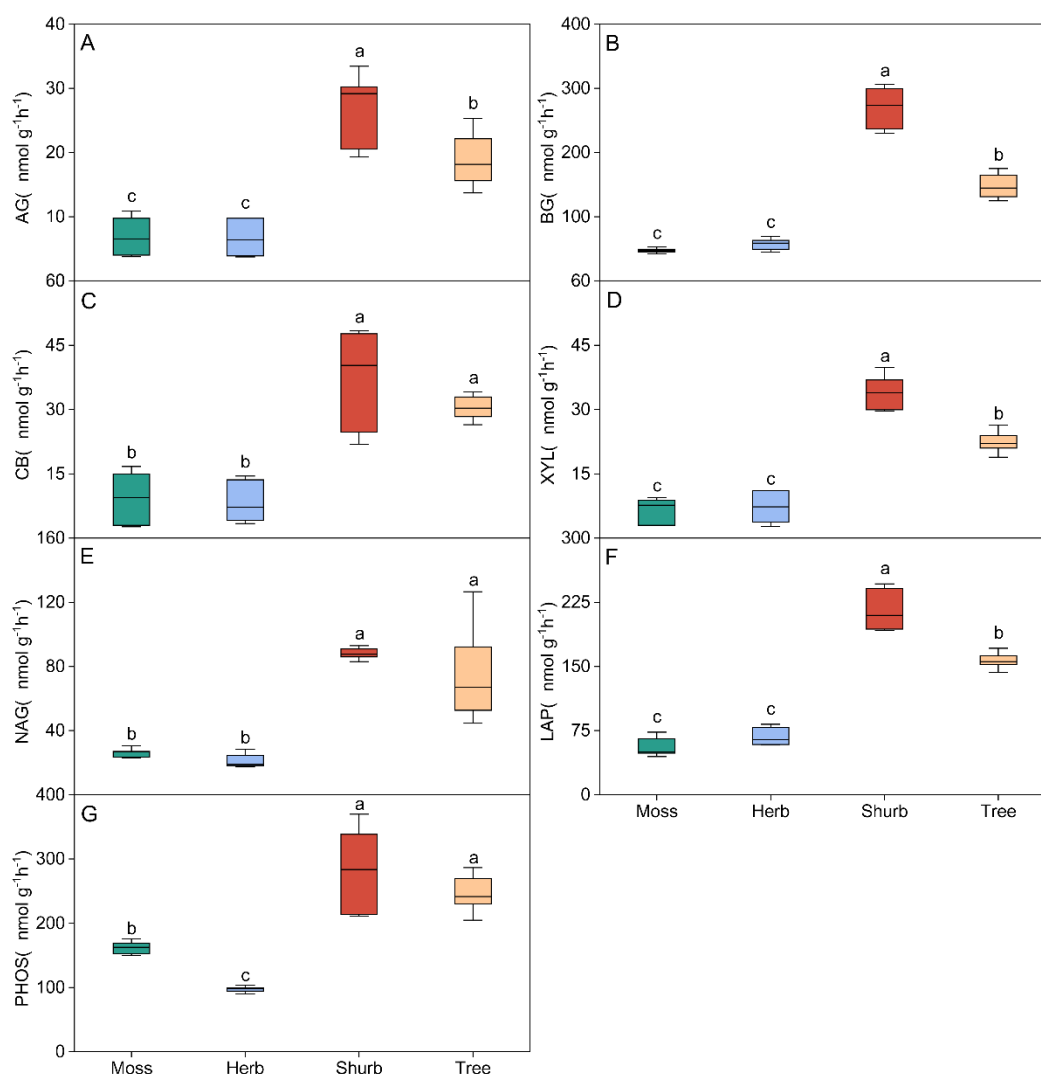 A
40
30
20
10
60
AG( nmol g⁻¹h⁻¹)
c
c
a
b
B
400
300
200
100
60
BG( nmol g⁻¹h⁻¹)
c
c
a
b
C
45
30
15
160
CB( nmol g⁻¹h⁻¹)
b
b
a
a
D
45
30
15
300
XYL( nmol g⁻¹h⁻¹)
c
c
a
b
E
120
80
40
400
NAG( nmol g⁻¹h⁻¹)
b
b
a
a
F
225
150
75
0
LAP( nmol g⁻¹h⁻¹)
c
c
a
b
Moss Herb Shurb Tree
G
300
200
100
0
PHOS( nmol g⁻¹h⁻¹)
b
c
a
a
Moss Herb Shurb Tree